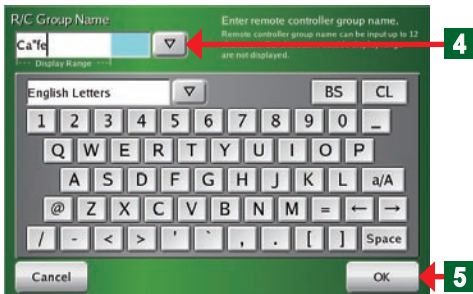 R/C Group Name
Enter remote controller group name.
Remote controller group name can be input up to 12
Ca"fe
▽
4
Display Range
are not displayed.
English Letters
▽
BS CL
1 2 3 4 5 6 7 8 9 0 _
Q W E R T Y U I O P
A S D F G H J K L a/A
@ Z X C V B N M = ← →
/ - < > ' ` , . [ ] Space
Cancel
OK
5